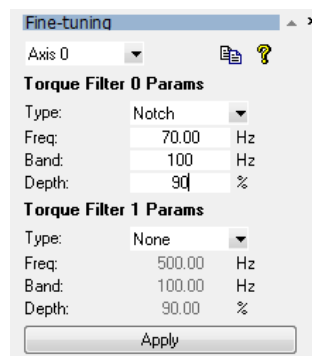 Fine-tuning
Axis 0
Torque Filter 0 Params
Type: Notch
Freq: 70.00 Hz
Band: 100 Hz
Depth: 90 %
Torque Filter 1 Params
Type: None
Freq: 500.00 Hz
Band: 100.00 Hz
Depth: 90.00 %
Apply